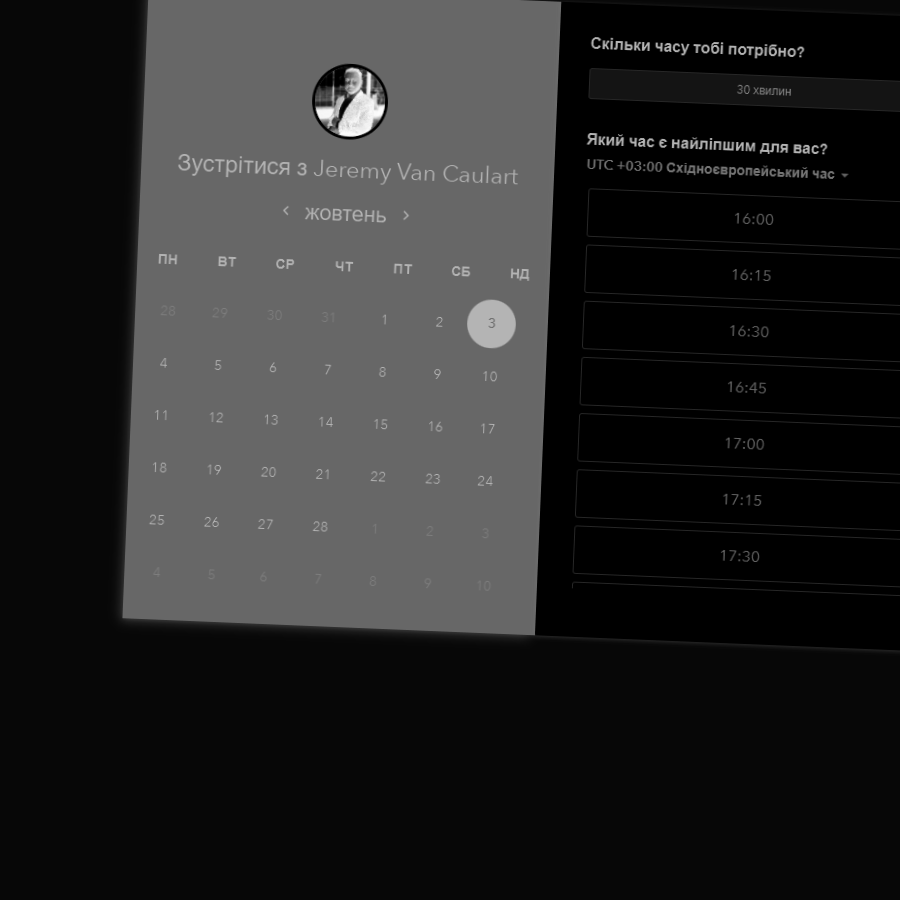 Зустрітися з Jeremy Van Caulart
жовтень
ПН ВТ СР ЧТ ПТ СБ НД
28 29 30 31 1 2 3
4 5 6 7 8 9 10
11 12 13 14 15 16 17
18 19 20 21 22 23 24
25 26 27 28 1 2 3
4 5 6 7 8 9 10
Скільки часу тобі потрібно?
30 хвилин
Який час є найліпшим для вас?
UTC +03:00 Східноєвропейський час
16:00
16:15
16:30
16:45
17:00
17:15
17:30